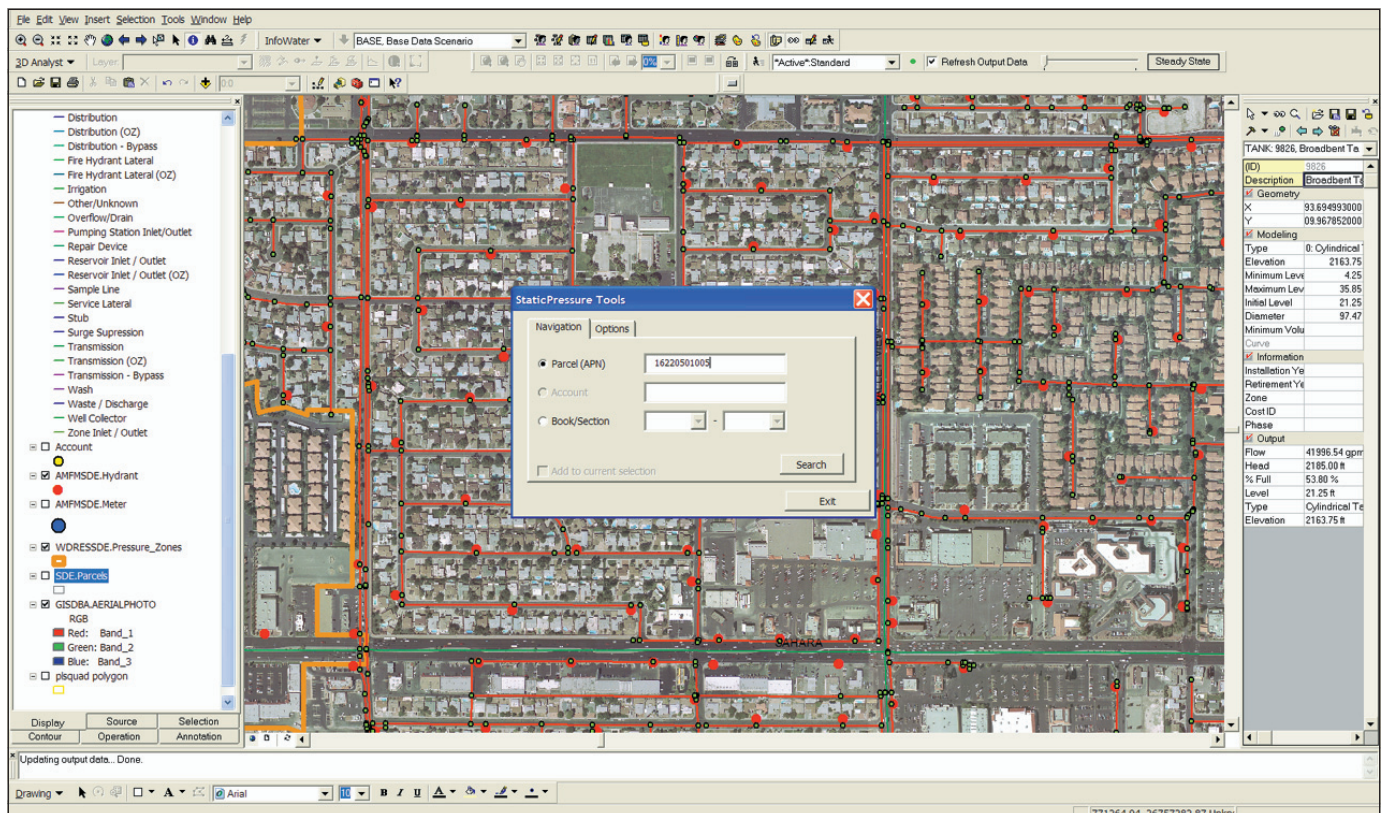 File Edit View Insert Selection Tools Window Help
InfoWater BASE, Base Data Scenario
3D Analyst Layer: 0% *Active*:Standard Refresh Output Data Steady State
0.0
Distribution
Distribution (OZ)
Distribution - Bypass
Fire Hydrant Lateral
Fire Hydrant Lateral (OZ)
Irrigation
Other/Unknown
Overflow/Drain
Pumping Station Inlet/Outlet
Repair Device
Reservoir Inlet / Outlet
Reservoir Inlet / Outlet (OZ)
Sample Line
Service Lateral
Stub
Surge Supression
Transmission
Transmission (OZ)
Transmission - Bypass
Wash
Waste / Discharge
Well Collector
Zone Inlet / Outlet
Account
AMFMSDE.Hydrant
AMFMSDE.Meter
WDRESSDE.Pressure_Zones
SDE.Parcels
GISDBA.AERIALPHOTO
RGB
Red: Band_1
Green: Band_2
Blue: Band_3
plsquad polygon
Display Source Selection
Contour Operation Annotation
StaticPressure Tools
Navigation Options
Parcel (APN) 16220501005
Account
Book/Section -
Add to current selection Search
Exit
SAHARA
TANK: 9826, Broadbent Ta
(ID) 9826
Description Broadbent Ta
Geometry
X 93.694993000
Y 09.967852000
Modeling
Type 0: Cylindrical
Elevation 2163.75
Minimum Leve 4.25
Maximum Lev 35.85
Initial Level 21.25
Diameter 97.47
Minimum Volu
Curve
Information
Installation Ye
Retirement Ye
Zone
Cost ID
Phase
Output
Flow 41996.54 gpm
Head 2185.00 ft
% Full 53.80 %
Level 21.25 ft
Type Cylindrical Ta
Elevation 2163.75 ft
Updating output data... Done.
Drawing A Arial 10 B I U A